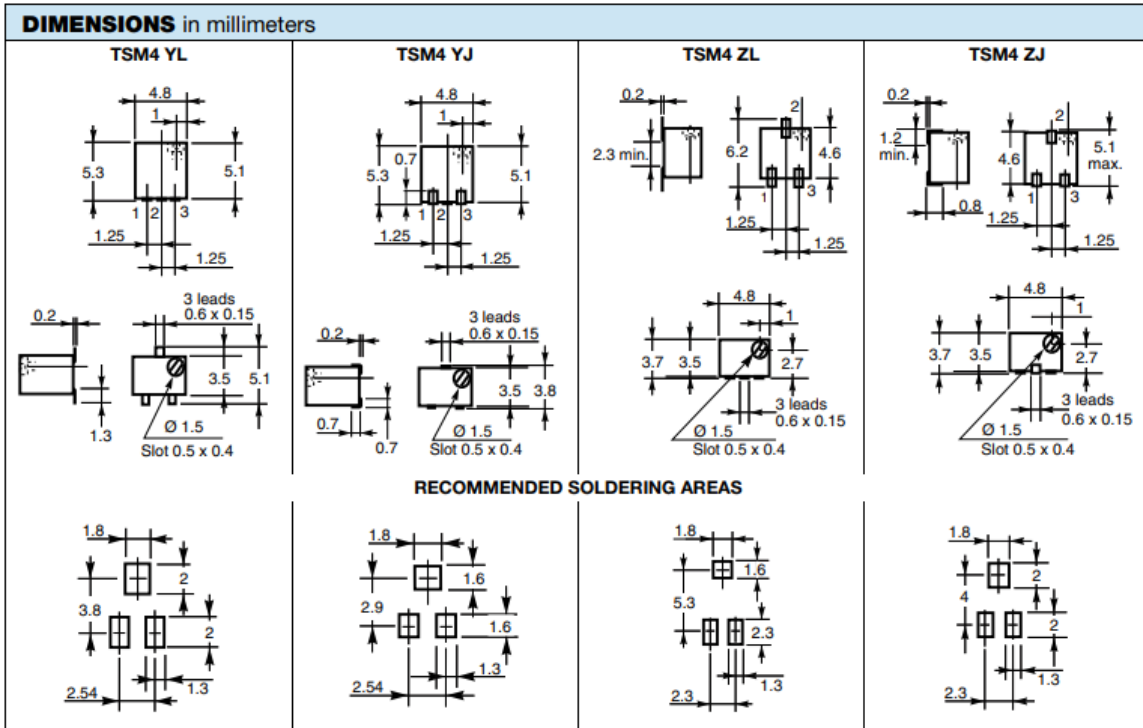 DIMENSIONS in millimeters
TSM4 YL
4.8
1
5.3
5.1
1 2 3
1.25
1.25
0.2
3 leads
0.6 x 0.15
3.5
5.1
1.3
Ø 1.5
Slot 0.5 x 0.4
TSM4 YJ
4.8
1
0.7
5.3
5.1
1 2 3
1.25
1.25
0.2
3 leads
0.6 x 0.15
3.5
3.8
0.7
0.7
Ø 1.5
Slot 0.5 x 0.4
TSM4 ZL
0.2
2
6.2
2.3 min.
4.6
1 3
1.25
1.25
4.8
1
3.7
3.5
2.7
3 leads
0.6 x 0.15
Ø 1.5
Slot 0.5 x 0.4
TSM4 ZJ
0.2
2
1.2
min.
4.6
5.1
max.
0.8
1 3
1.25
1.25
4.8
1
3.7
3.5
2.7
3 leads
0.6 x 0.15
Ø 1.5
Slot 0.5 x 0.4
RECOMMENDED SOLDERING AREAS
1.8
2
3.8
2
1.3
2.54
1.8
1.6
2.9
1.6
1.3
2.54
1.8
1.6
5.3
2.3
1.3
2.3
1.8
2
4
2
1.3
2.3